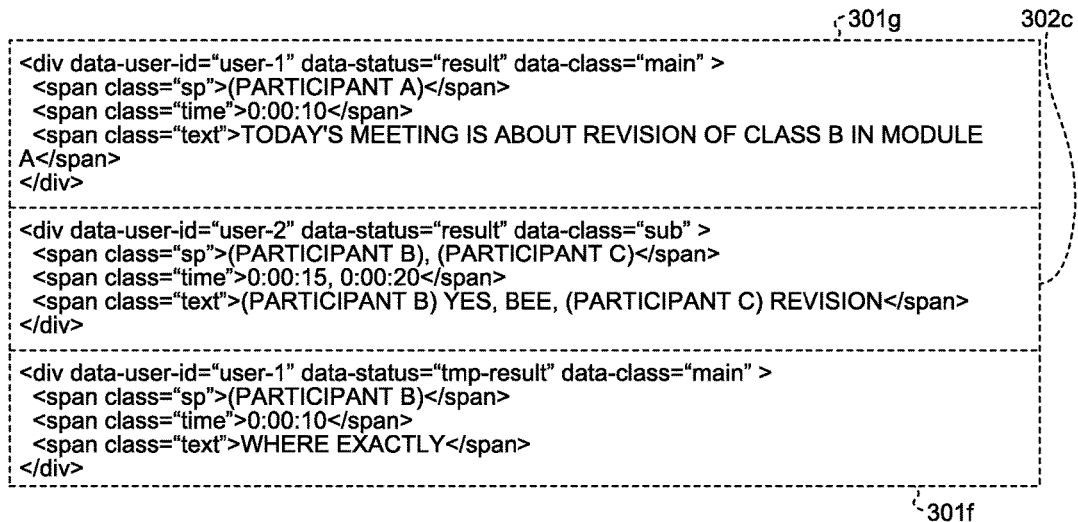 301g 302c
<div data-user-id=“user-1” data-status=“result” data-class=“main” >
<span class=“sp”>(PARTICIPANT A)</span>
<span class=“time”>0:00:10</span>
<span class=“text”>TODAY'S MEETING IS ABOUT REVISION OF CLASS B IN MODULE
A</span>
</div>
<div data-user-id=“user-2” data-status=“result” data-class=“sub” >
<span class=“sp”>(PARTICIPANT B), (PARTICIPANT C)</span>
<span class=“time”>0:00:15, 0:00:20</span>
<span class=“text”>(PARTICIPANT B) YES, BEE, (PARTICIPANT C) REVISION</span>
</div>
<div data-user-id=“user-1” data-status=“tmp-result” data-class=“main” >
<span class=“sp”>(PARTICIPANT B)</span>
<span class=“time”>0:00:10</span>
<span class=“text”>WHERE EXACTLY</span>
</div>
301f